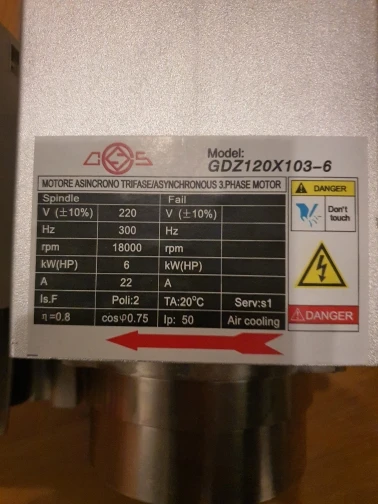 Model:
GDZ120X103-6
MOTORE ASINCRONO TRIFASE/ASYNCHRONOUS 3.PHASE MOTOR
Spindle Fall
V (±10%) 220 V (±10%)
Hz 300 Hz
rpm 18000 rpm
kW(HP) 6 kW(HP)
A 22 A
Is.F Poli:2 TA:20°C Serv:s1
η=0.8 cosφ0.75 Ip: 50 Air cooling
DANGER
Don't
touch
DANGER